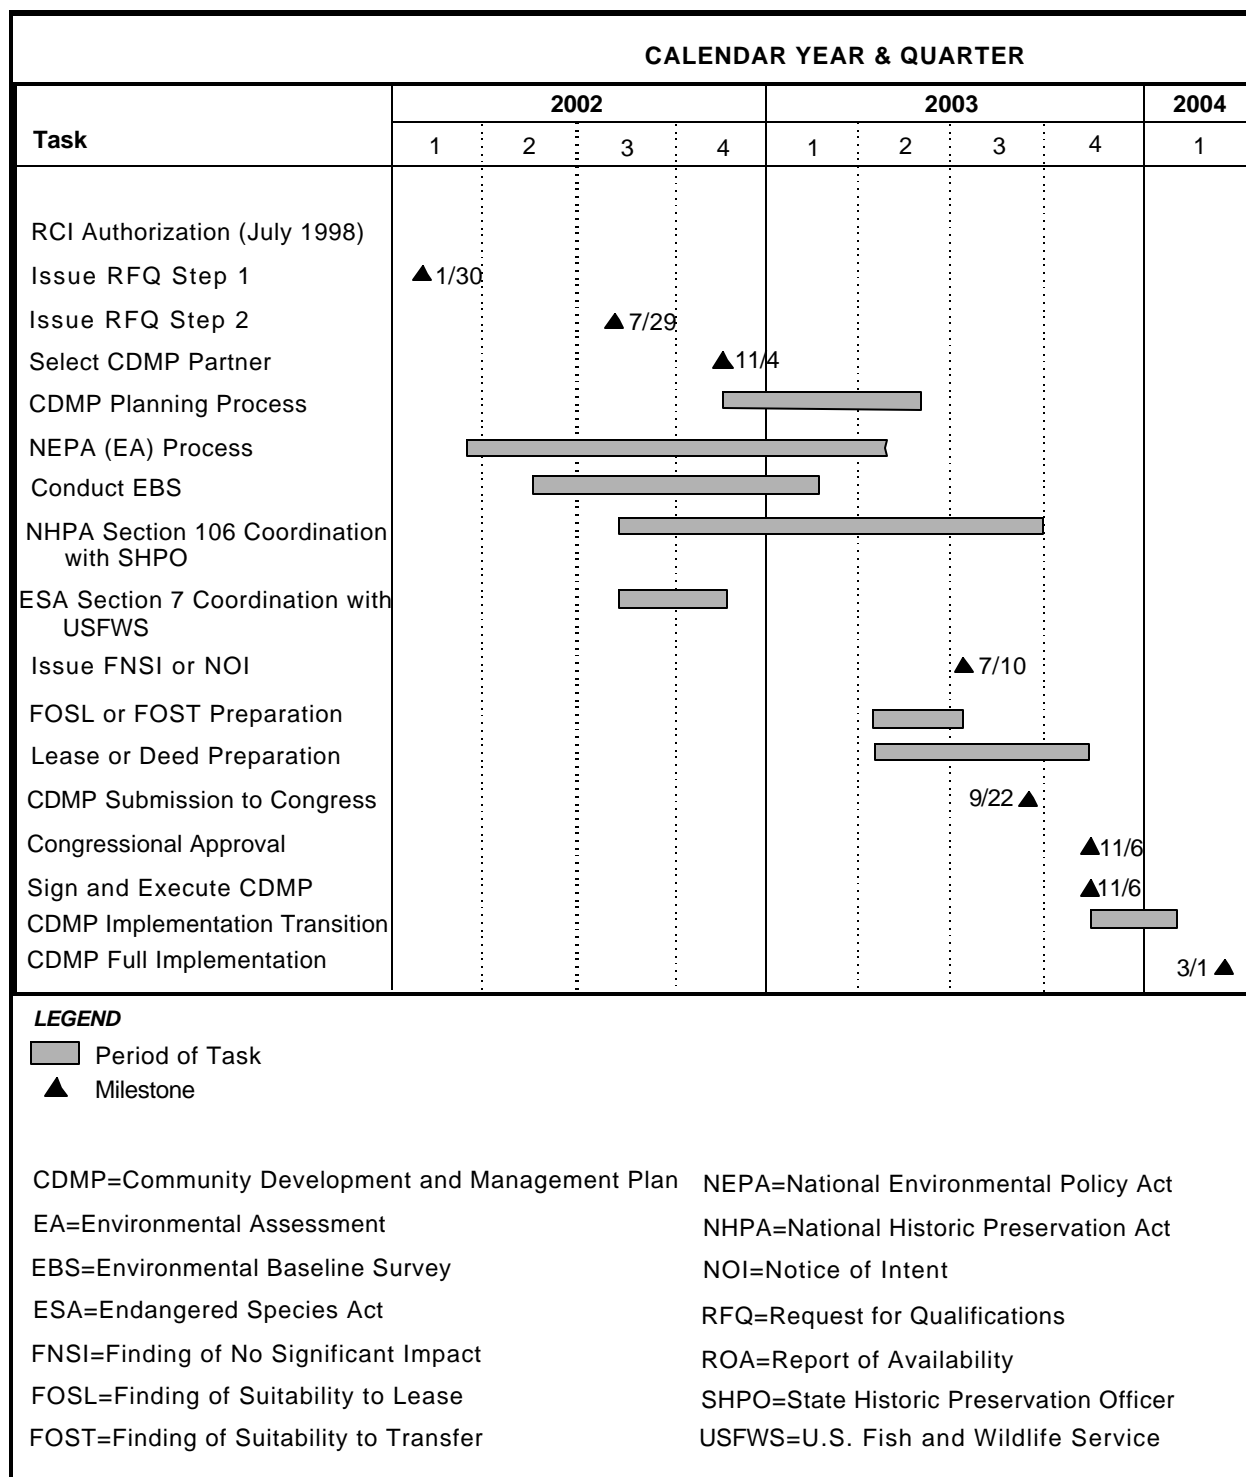 CALENDAR YEAR & QUARTER
Task
2002 2003 2004
1 2 3 4 1 2 3 4 1
RCI Authorization (July 1998)
Issue RFQ Step 1 1/30
Issue RFQ Step 2 7/29
Select CDMP Partner 11/4
CDMP Planning Process
NEPA (EA) Process
Conduct EBS
NHPA Section 106 Coordination
with SHPO
ESA Section 7 Coordination with
USFWS
Issue FNSI or NOI 7/10
FOSL or FOST Preparation
Lease or Deed Preparation
CDMP Submission to Congress 9/22
Congressional Approval 11/6
Sign and Execute CDMP 11/6
CDMP Implementation Transition
CDMP Full Implementation 3/1
LEGEND
Period of Task
Milestone
CDMP=Community Development and Management Plan
EA=Environmental Assessment
EBS=Environmental Baseline Survey
ESA=Endangered Species Act
FNSI=Finding of No Significant Impact
FOSL=Finding of Suitability to Lease
FOST=Finding of Suitability to Transfer
NEPA=National Environmental Policy Act
NHPA=National Historic Preservation Act
NOI=Notice of Intent
RFQ=Request for Qualifications
ROA=Report of Availability
SHPO=State Historic Preservation Officer
USFWS=U.S. Fish and Wildlife Service